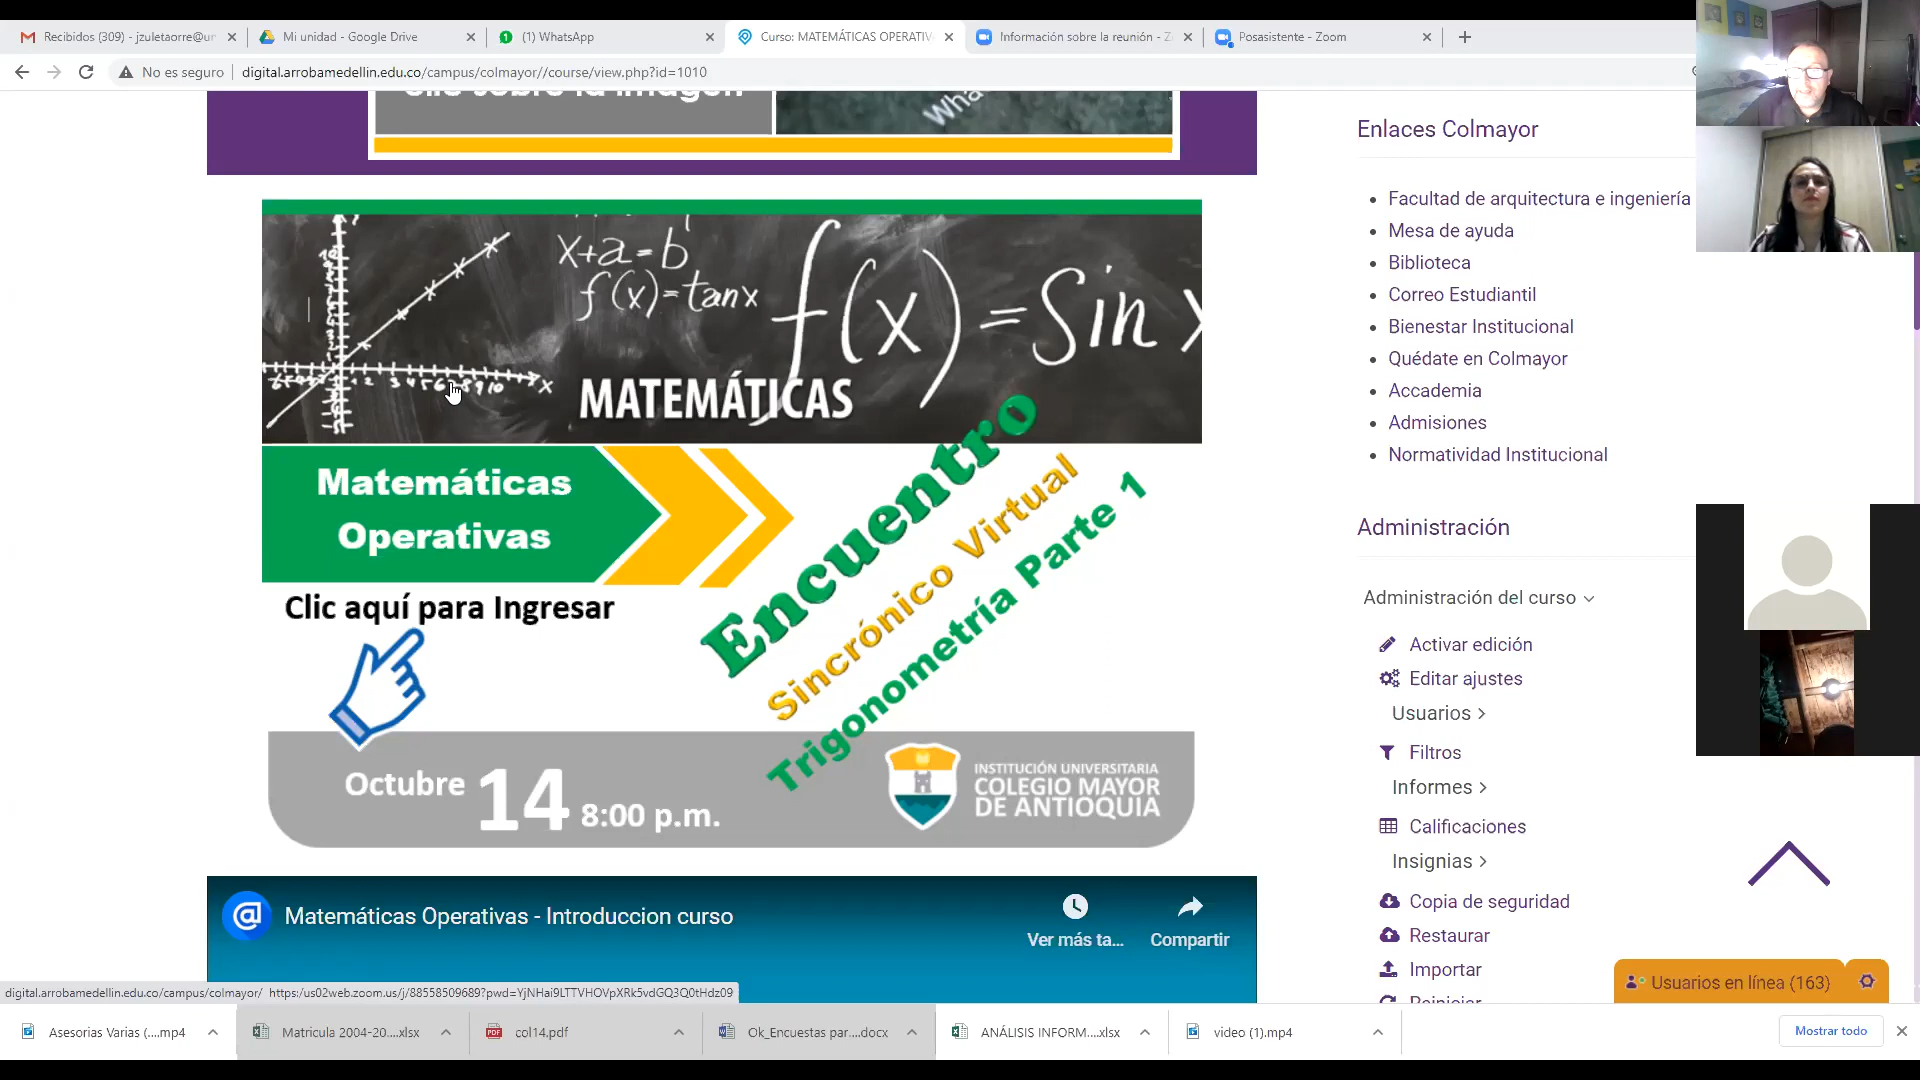 Recibidos (309) - jzuletaorre@ur
Mi unidad - Google Drive
(1) WhatsApp
Curso: MATEMÁTICAS OPERATIV
Información sobre la reunión - Z
Posasistente - Zoom
No es seguro
digital.arrobamedellin.edu.co/campus/colmayor//course/view.php?id=1010
Clic sobre la imagen
Wha
x+a=b
f(x)=tanx
f(x)=Sin x
x
MATEMÁTICAS
Matemáticas
Operativas
Encuentro
Sincrónico Virtual
Trigonometría Parte 1
Clic aquí para Ingresar
Octubre 14 8:00 p.m.
INSTITUCIÓN UNIVERSITARIA
COLEGIO MAYOR
DE ANTIOQUIA
@ Matemáticas Operativas - Introduccion curso
Ver más ta...
Compartir
Enlaces Colmayor
Facultad de arquitectura e ingeniería
Mesa de ayuda
Biblioteca
Correo Estudiantil
Bienestar Institucional
Quédate en Colmayor
Accademia
Admisiones
Normatividad Institucional
Administración
Administración del curso
Activar edición
Editar ajustes
Usuarios
Filtros
Informes
Calificaciones
Insignias
Copia de seguridad
Restaurar
Importar
Reiniciar
Usuarios en línea (163)
digital.arrobamedellin.edu.co/campus/colmayor/_https:/us02web.zoom.us/j/88558509689?pwd=YjNHai9LTTVHOVpXRk5vdGQ3Q0tHdz09
Asesorias Varias (....mp4
Matricula 2004-20....xlsx
col14.pdf
Ok_Encuestas par....docx
ANÁLISIS INFORM....xlsx
video (1).mp4
Mostrar todo